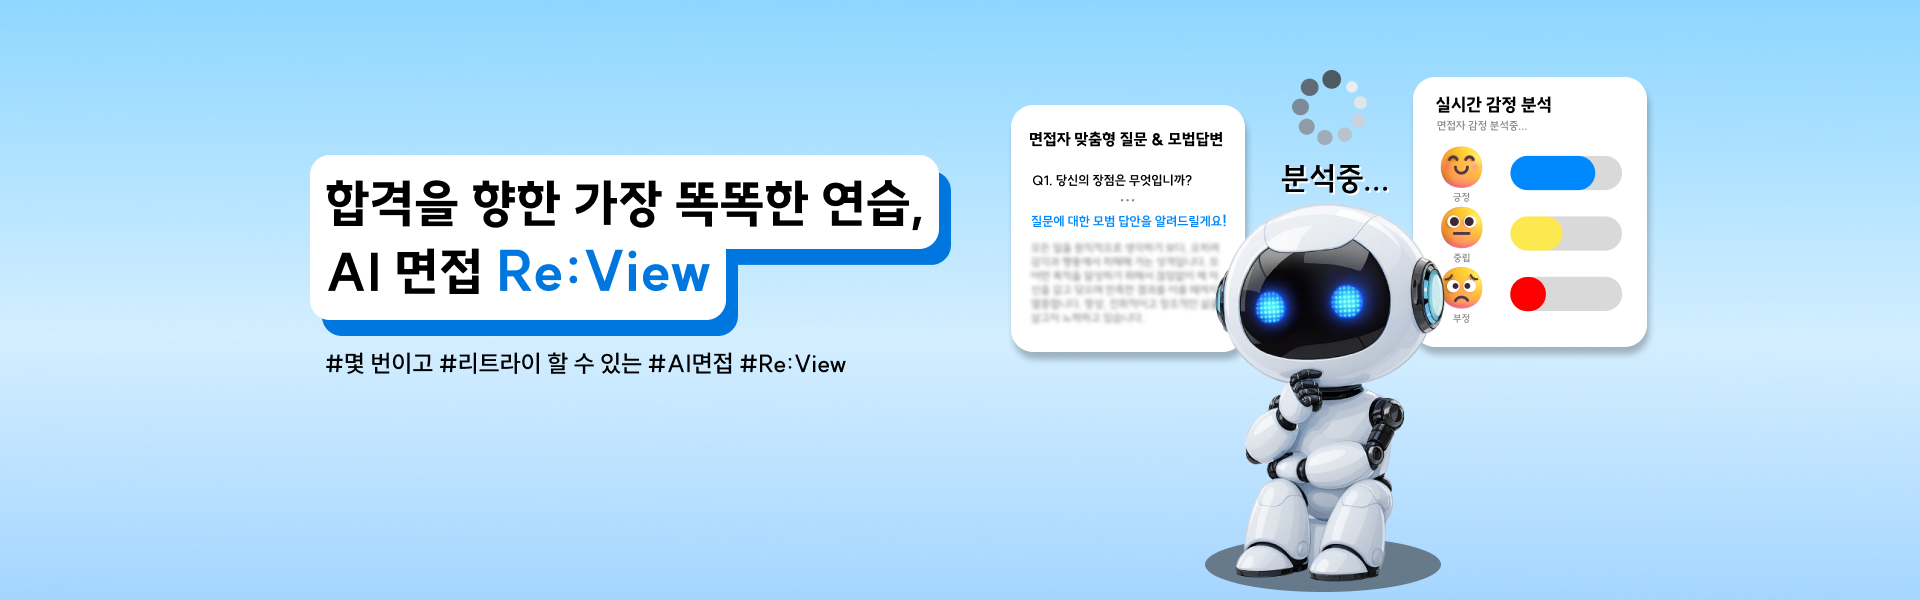 합격을 향한 가장 똑똑한 연습,
AI 면접 Re:View
#몇 번이고 #리트라이 할 수 있는 #AI면접 #Re:View
면접자 맞춤형 질문 & 모범답변
Q1. 당신의 장점은 무엇입니까?
...
질문에 대한 모범 답안을 알려드릴게요!
분석중...
실시간 감정 분석
면접자 감정 분석중...
긍정
중립
부정